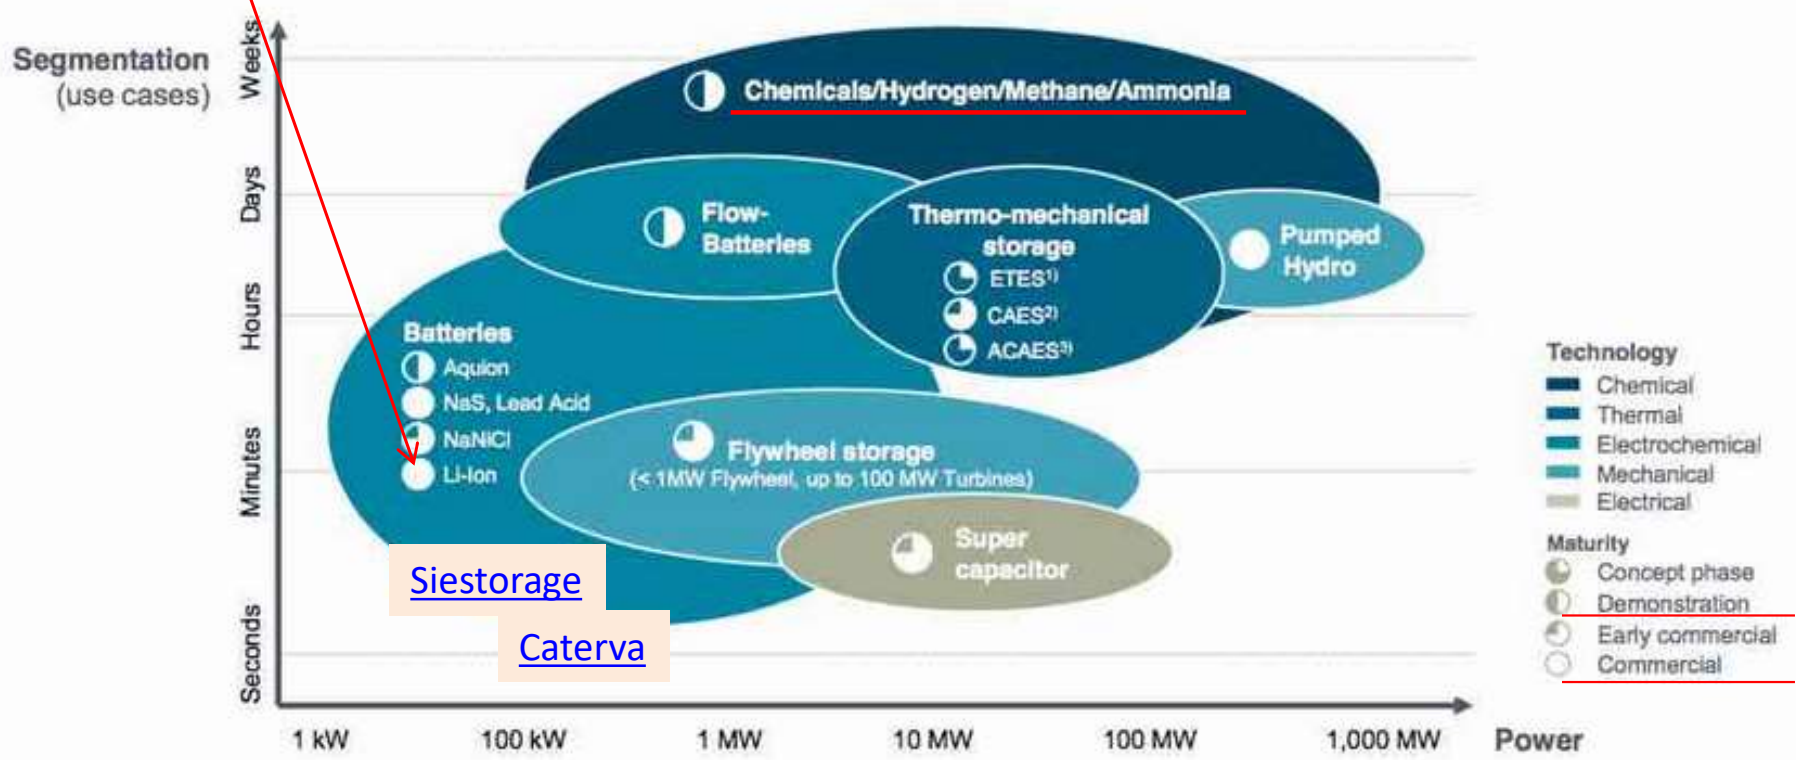 Segmentation
(use cases)
Weeks
Days
Hours
Minutes
Seconds
Chemicals/Hydrogen/Methane/Ammonia
Flow-
Batteries
Thermo-mechanical
storage
ETES¹⁾
CAES²⁾
ACAES³⁾
Pumped
Hydro
Batteries
Aquion
NaS, Lead Acid
NaNiCl
Li-Ion
Flywheel storage
(< 1MW Flywheel, up to 100 MW Turbines)
Super
capacitor
Siestorage
Caterva
Technology
Chemical
Thermal
Electrochemical
Mechanical
Electrical
Maturity
Concept phase
Demonstration
Early commercial
Commercial
1 kW
100 kW
1 MW
10 MW
100 MW
1,000 MW
Power